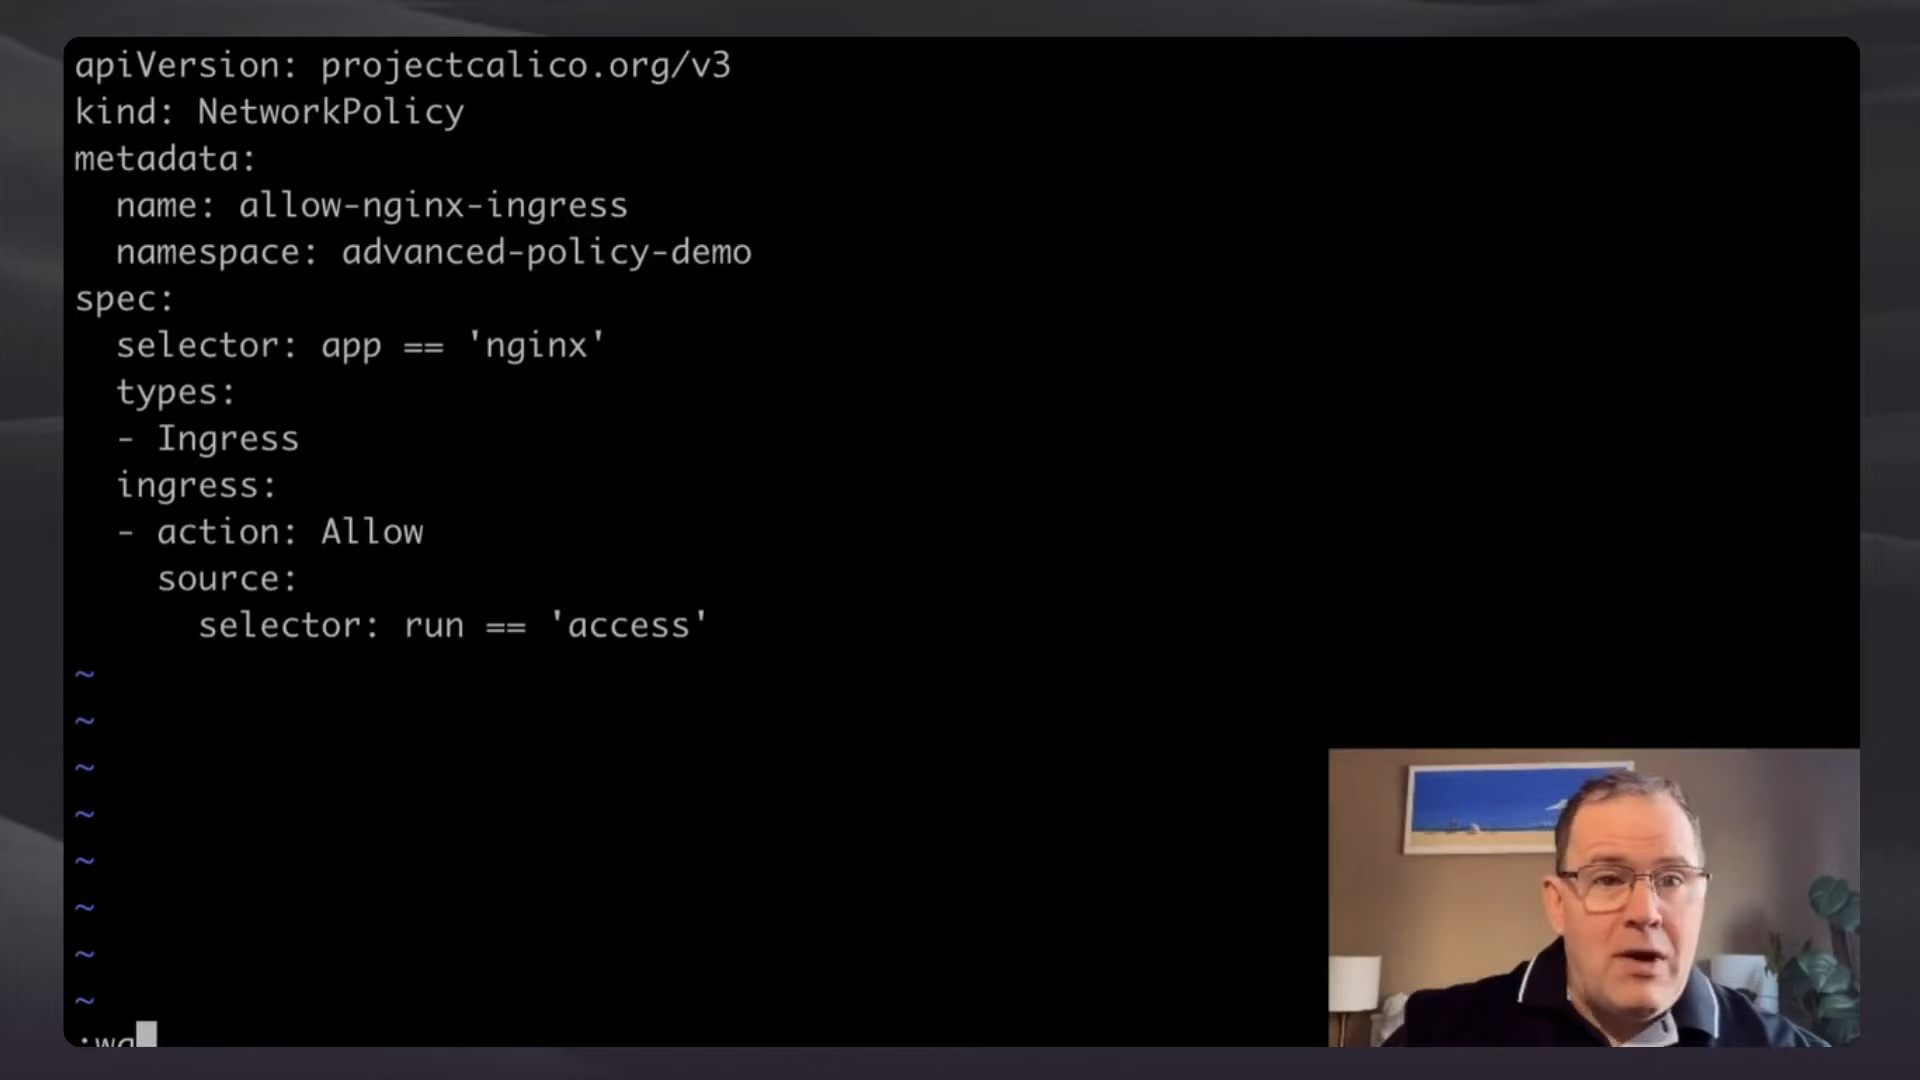 apiVersion: projectcalico.org/v3
kind: NetworkPolicy
metadata:
  name: allow-nginx-ingress
  namespace: advanced-policy-demo
spec:
  selector: app == 'nginx'
  types:
  - Ingress
  ingress:
  - action: Allow
    source:
      selector: run == 'access'
~
~
~
~
~
~
~
~
:wq